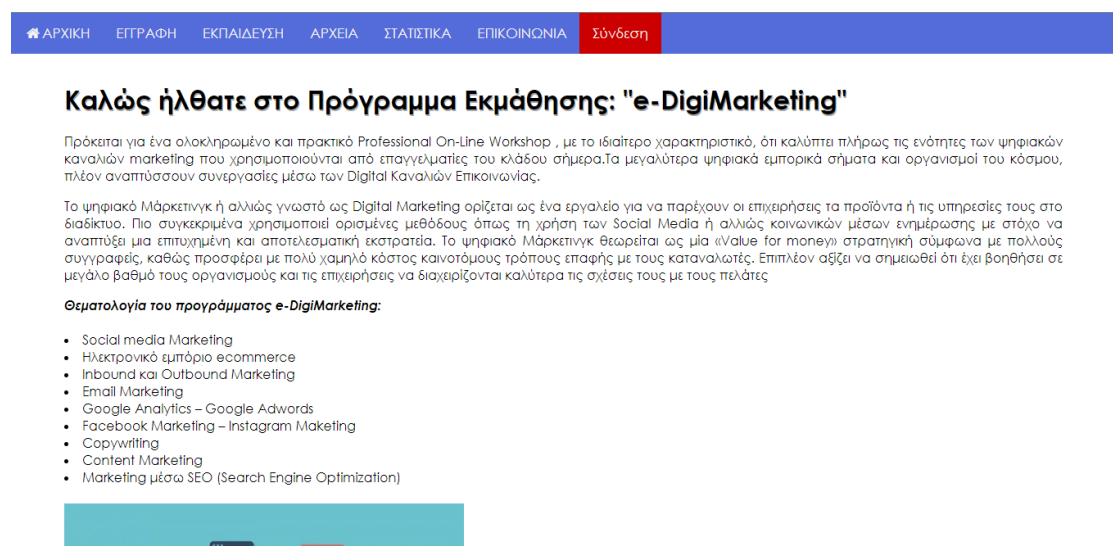 ΑΡΧΙΚΗ ΕΓΓΡΑΦΗ ΕΚΠΑΙΔΕΥΣΗ ΑΡΧΕΙΑ ΣΤΑΤΙΣΤΙΚΑ ΕΠΙΚΟΙΝΩΝΙΑ Σύνδεση
Καλώς ήλθατε στο Πρόγραμμα Εκμάθησης: "e-DigiMarketing"
Πρόκειται για ένα ολοκληρωμένο και πρακτικό Professional On-Line Workshop , με το ιδιαίτερο χαρακτηριστικό, ότι καλύπτει πλήρως τις ενότητες των ψηφιακών
καναλιών marketing που χρησιμοποιούνται από επαγγελματίες του κλάδου σήμερα.Τα μεγαλύτερα ψηφιακά εμπορικά σήματα και οργανισμοί του κόσμου,
πλέον αναπτύσσουν συνεργασίες μέσω των Digital Καναλιών Επικοινωνίας.
Το ψηφιακό Μάρκετινγκ ή αλλιώς γνωστό ως Digital Marketing ορίζεται ως ένα εργαλείο για να παρέχουν οι επιχειρήσεις τα προϊόντα ή τις υπηρεσίες τους στο
διαδίκτυο. Πιο συγκεκριμένα χρησιμοποιεί ορισμένες μεθόδους όπως τη χρήση των Social Media ή αλλιώς κοινωνικών μέσων ενημέρωσης με στόχο να
αναπτύξει μια επιτυχημένη και αποτελεσματική εκστρατεία. Το ψηφιακό Μάρκετινγκ θεωρείται ως μία «Value for money» στρατηγική σύμφωνα με πολλούς
συγγραφείς, καθώς προσφέρει με πολύ χαμηλό κόστος καινοτόμους τρόπους επαφής με τους καταναλωτές. Επιπλέον αξίζει να σημειωθεί ότι έχει βοηθήσει σε
μεγάλο βαθμό τους οργανισμούς και τις επιχειρήσεις να διαχειρίζονται καλύτερα τις σχέσεις τους με τους πελάτες
Θεματολογία του προγράμματος e-DigiMarketing:
• Social media Marketing
• Ηλεκτρονικό εμπόριο ecommerce
• Inbound και Outbound Marketing
• Email Marketing
• Google Analytics – Google Adwords
• Facebook Marketing – Instagram Maketing
• Copywriting
• Content Marketing
• Marketing μέσω SEO (Search Engine Optimization)